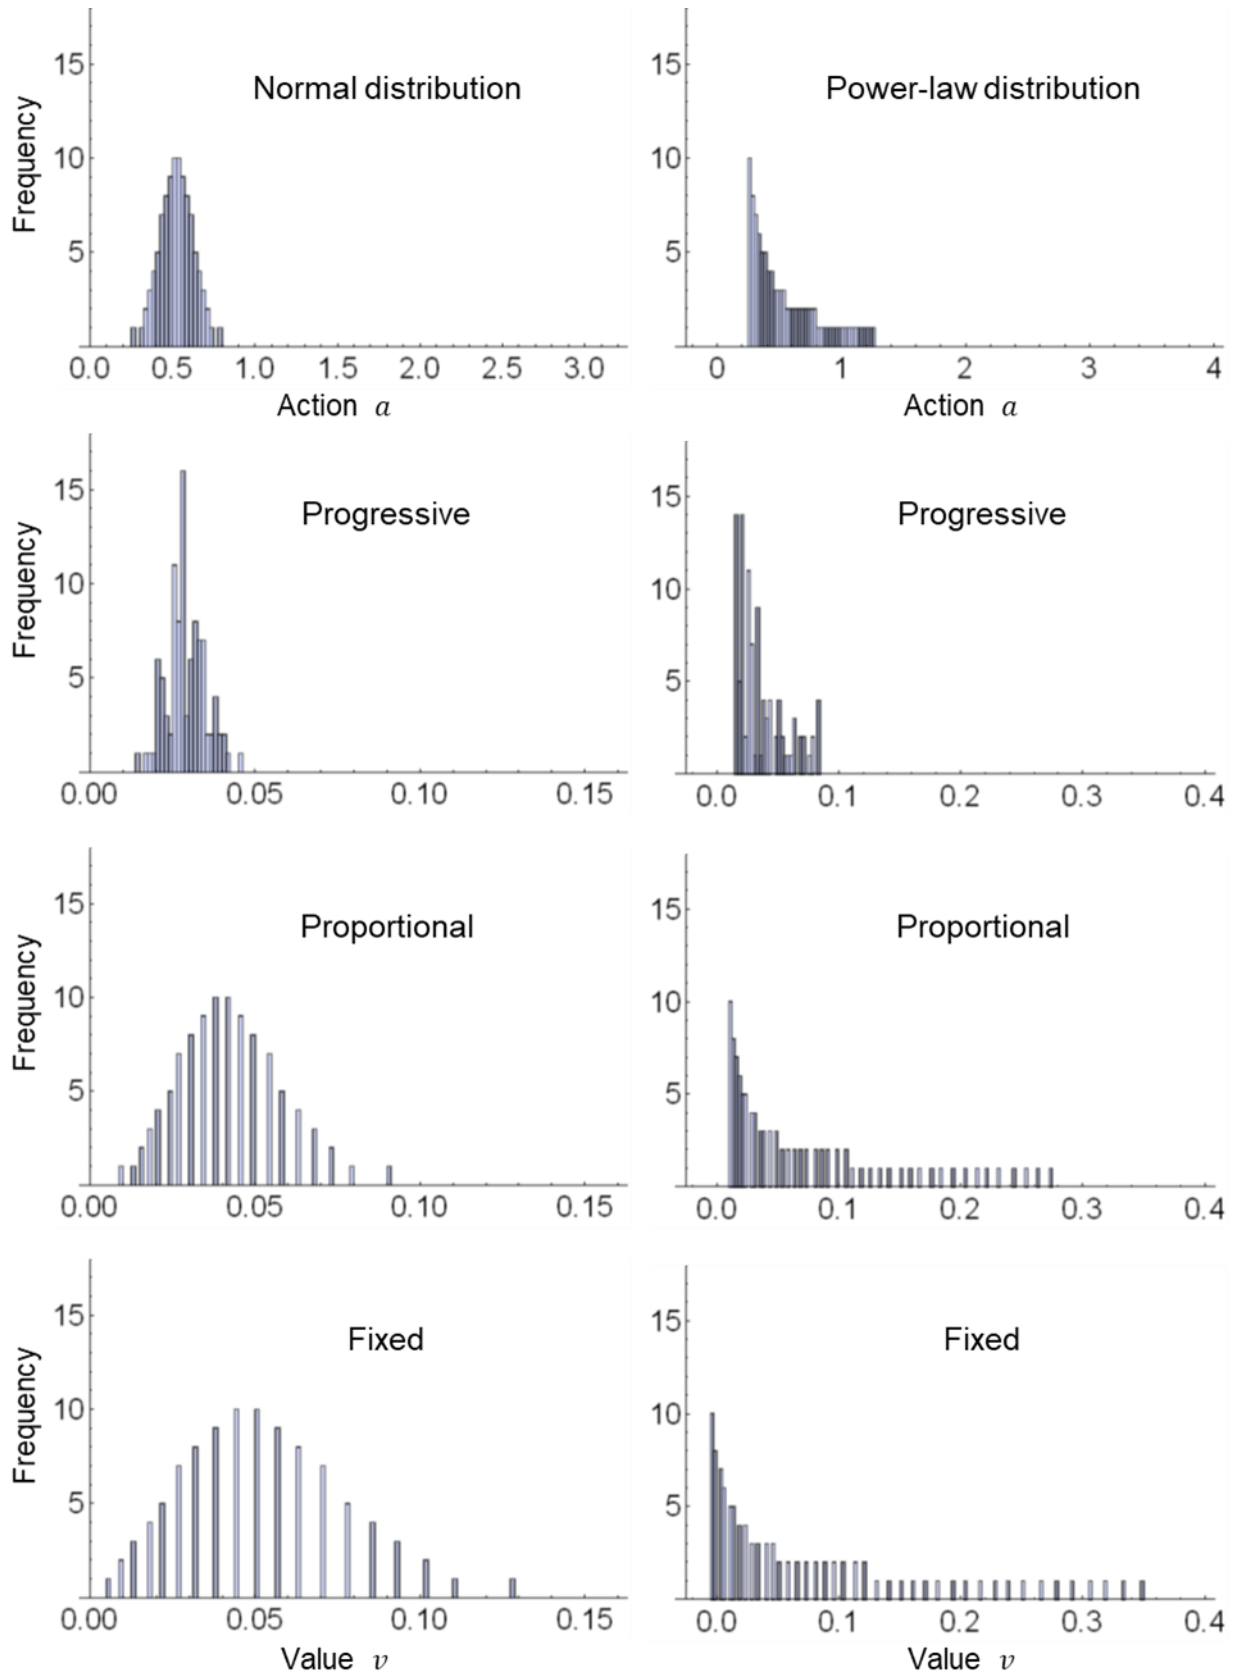 15
Normal distribution
10
Frequency
5
0.0 0.5 1.0 1.5 2.0 2.5 3.0
Action a
15
Power-law distribution
10
5
0 1 2 3 4
Action a
15
Progressive
10
Frequency
5
0.00 0.05 0.10 0.15
15
Progressive
10
5
0.0 0.1 0.2 0.3 0.4
15
Proportional
10
Frequency
5
0.00 0.05 0.10 0.15
15
Proportional
10
5
0.0 0.1 0.2 0.3 0.4
15
Fixed
10
Frequency
5
0.00 0.05 0.10 0.15
Value v
15
Fixed
10
5
0.0 0.1 0.2 0.3 0.4
Value v